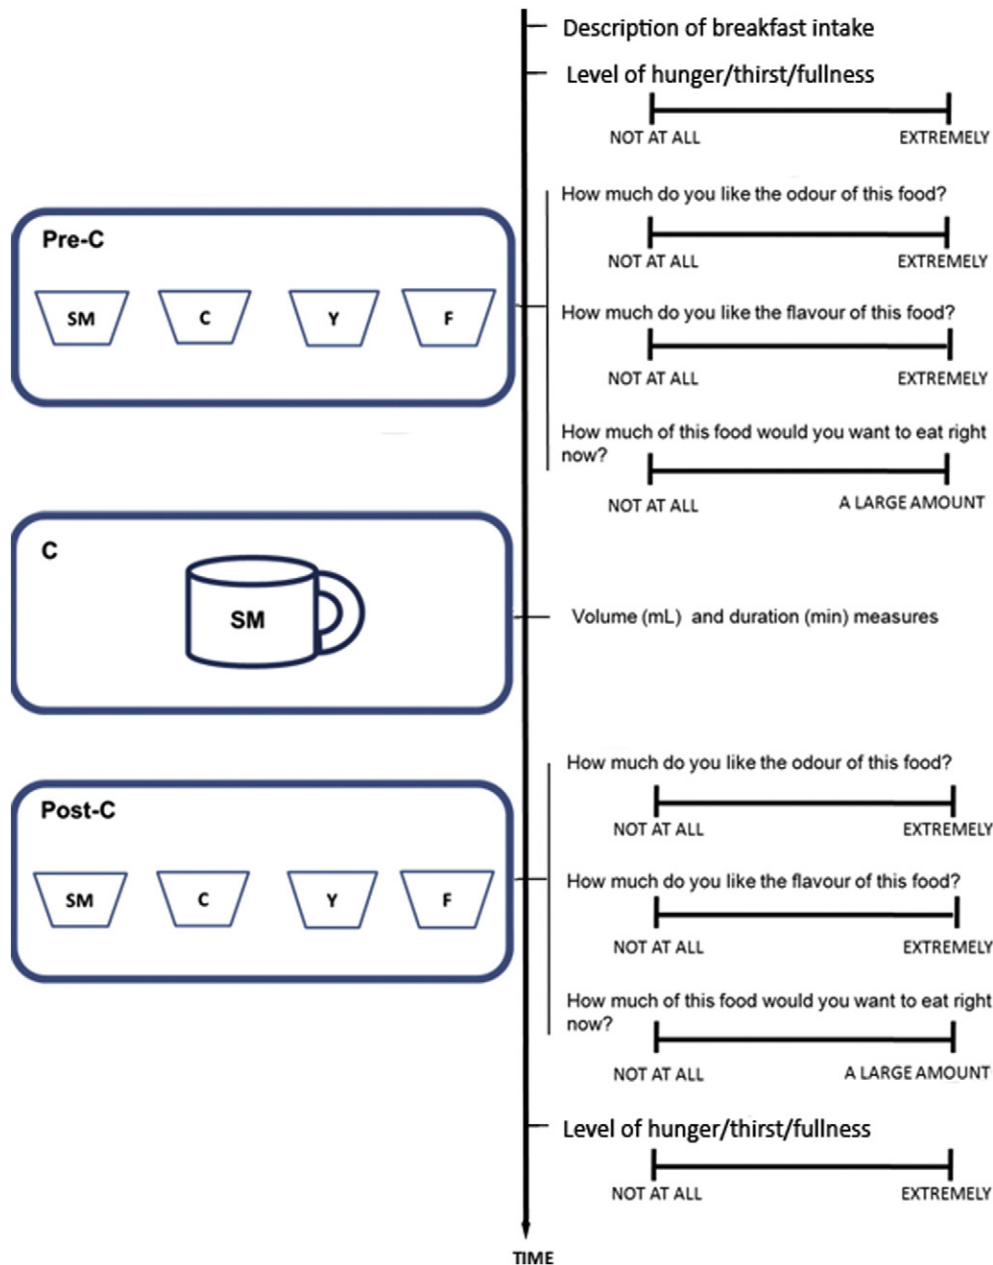 Description of breakfast intake
Level of hunger/thirst/fullness
NOT AT ALL EXTREMELY
How much do you like the odour of this food?
NOT AT ALL EXTREMELY
Pre-C
SM C Y F
How much do you like the flavour of this food?
NOT AT ALL EXTREMELY
How much of this food would you want to eat right
now?
NOT AT ALL A LARGE AMOUNT
C
SM
Volume (mL) and duration (min) measures
Post-C
SM C Y F
How much do you like the odour of this food?
NOT AT ALL EXTREMELY
How much do you like the flavour of this food?
NOT AT ALL EXTREMELY
How much of this food would you want to eat right
now?
NOT AT ALL A LARGE AMOUNT
Level of hunger/thirst/fullness
NOT AT ALL EXTREMELY
TIME